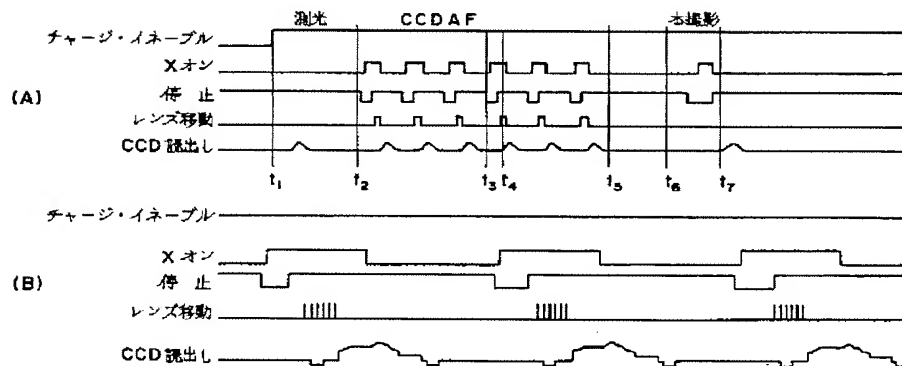 測光 CCDAF 本撮影
チャージ・イネーブル
Xオン
(A) 停止
レンズ移動
CCD読出し
t₁ t₂ t₃ t₄ t₅ t₆ t₇
チャージ・イネーブル
Xオン
(B) 停止
レンズ移動
CCD読出し